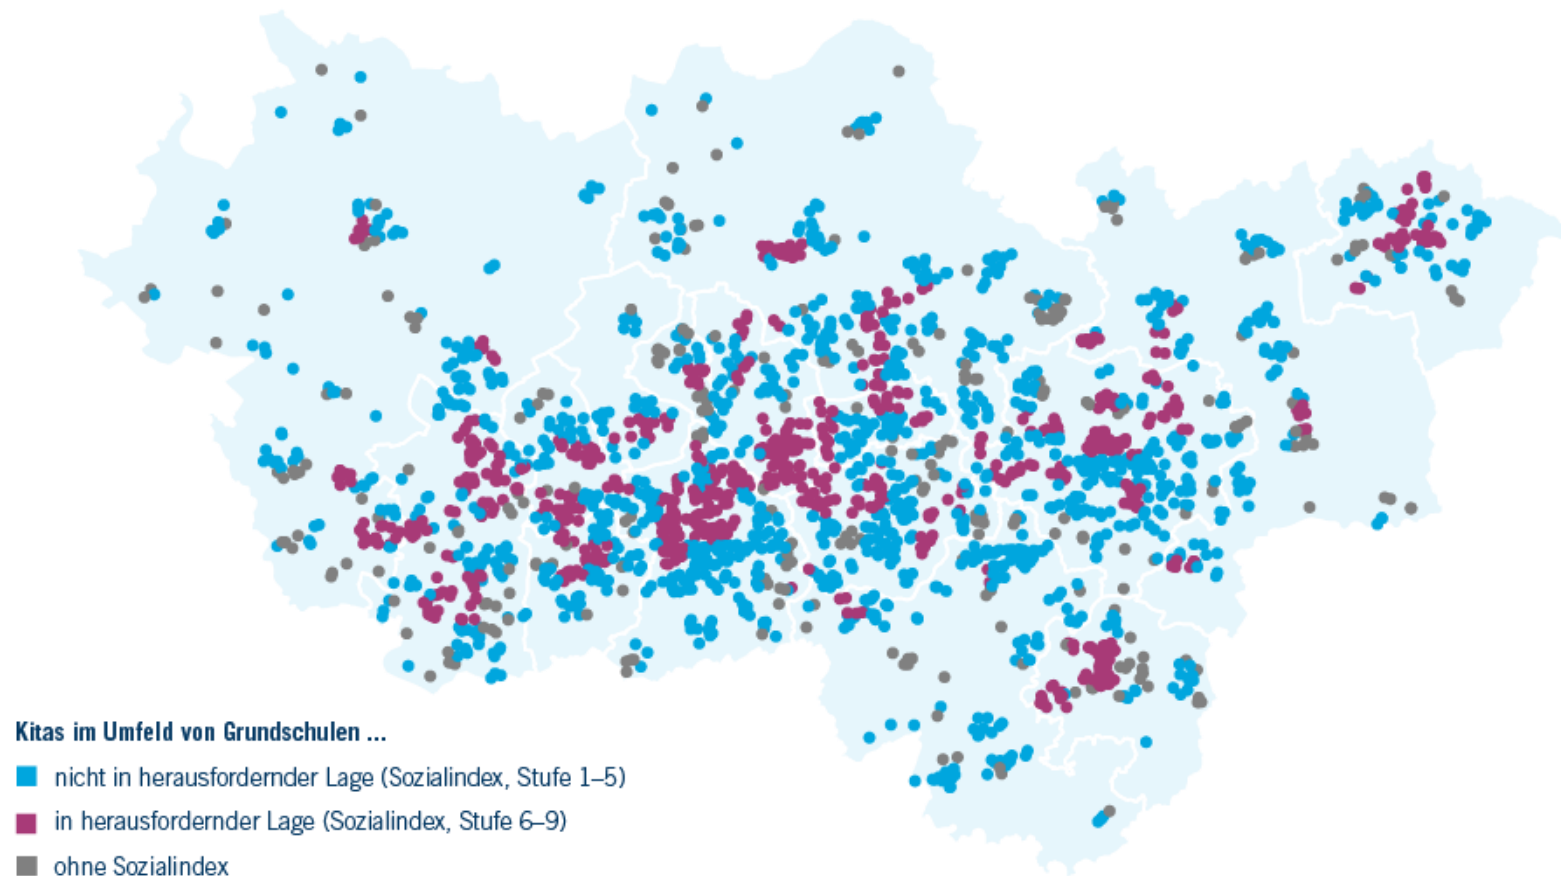 Kitas im Umfeld von Grundschulen ...
nicht in herausfordernder Lage (Sozialindex, Stufe 1–5)
in herausfordernder Lage (Sozialindex, Stufe 6–9)
ohne Sozialindex